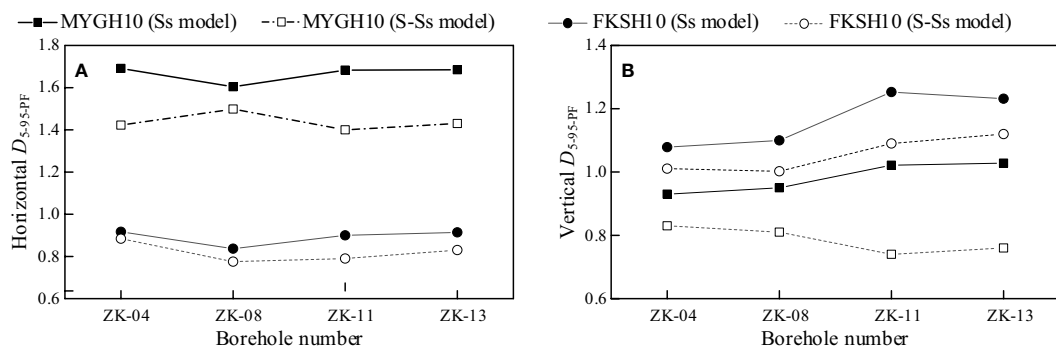 MYGH10 (Ss model) MYGH10 (S-Ss model) FKSH10 (Ss model) FKSH10 (S-Ss model)
A
1.8
1.6
1.4
1.2
1.0
0.8
0.6
Horizontal D5-95-PF
ZK-04 ZK-08 ZK-11 ZK-13
Borehole number
B
1.4
1.2
1.0
0.8
0.6
Vertical D5-95-PF
ZK-04 ZK-08 ZK-11 ZK-13
Borehole number